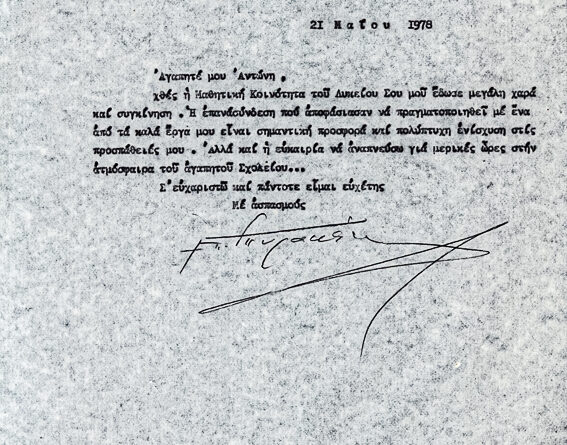 21 Μαΐου 1978
Ἀγαπητέ μου Ἀντώνη ,
χθές ἡ Μαθητική Κοινότητα τοῦ Λυκείου Σου μοῦ ἔδωσε μεγάλη χαρά
καί συγκίνηση . Ἡ ἐπανασύνδεση πού ἀποφάσισαν νά πραγματοποιηθεῖ μέ ἕνα
ἀπό τά καλά ἔργα μου εἶναι σημαντική προσφορά καί πολύπτυχη ἐνίσχυση στίς
προσπάθειές μου . Ἀλλά καί ἡ εὐκαιρία νά ἀναπνεύσω γιά μερικές ὧρες στήν
ἀτμόσφαιρα τοῦ ἀγαπητοῦ Σχολείου...
Σ'εὐχαριστῶ καί πάντοτε εἶμαι εὐχέτης
Μέ ἀσπασμούς